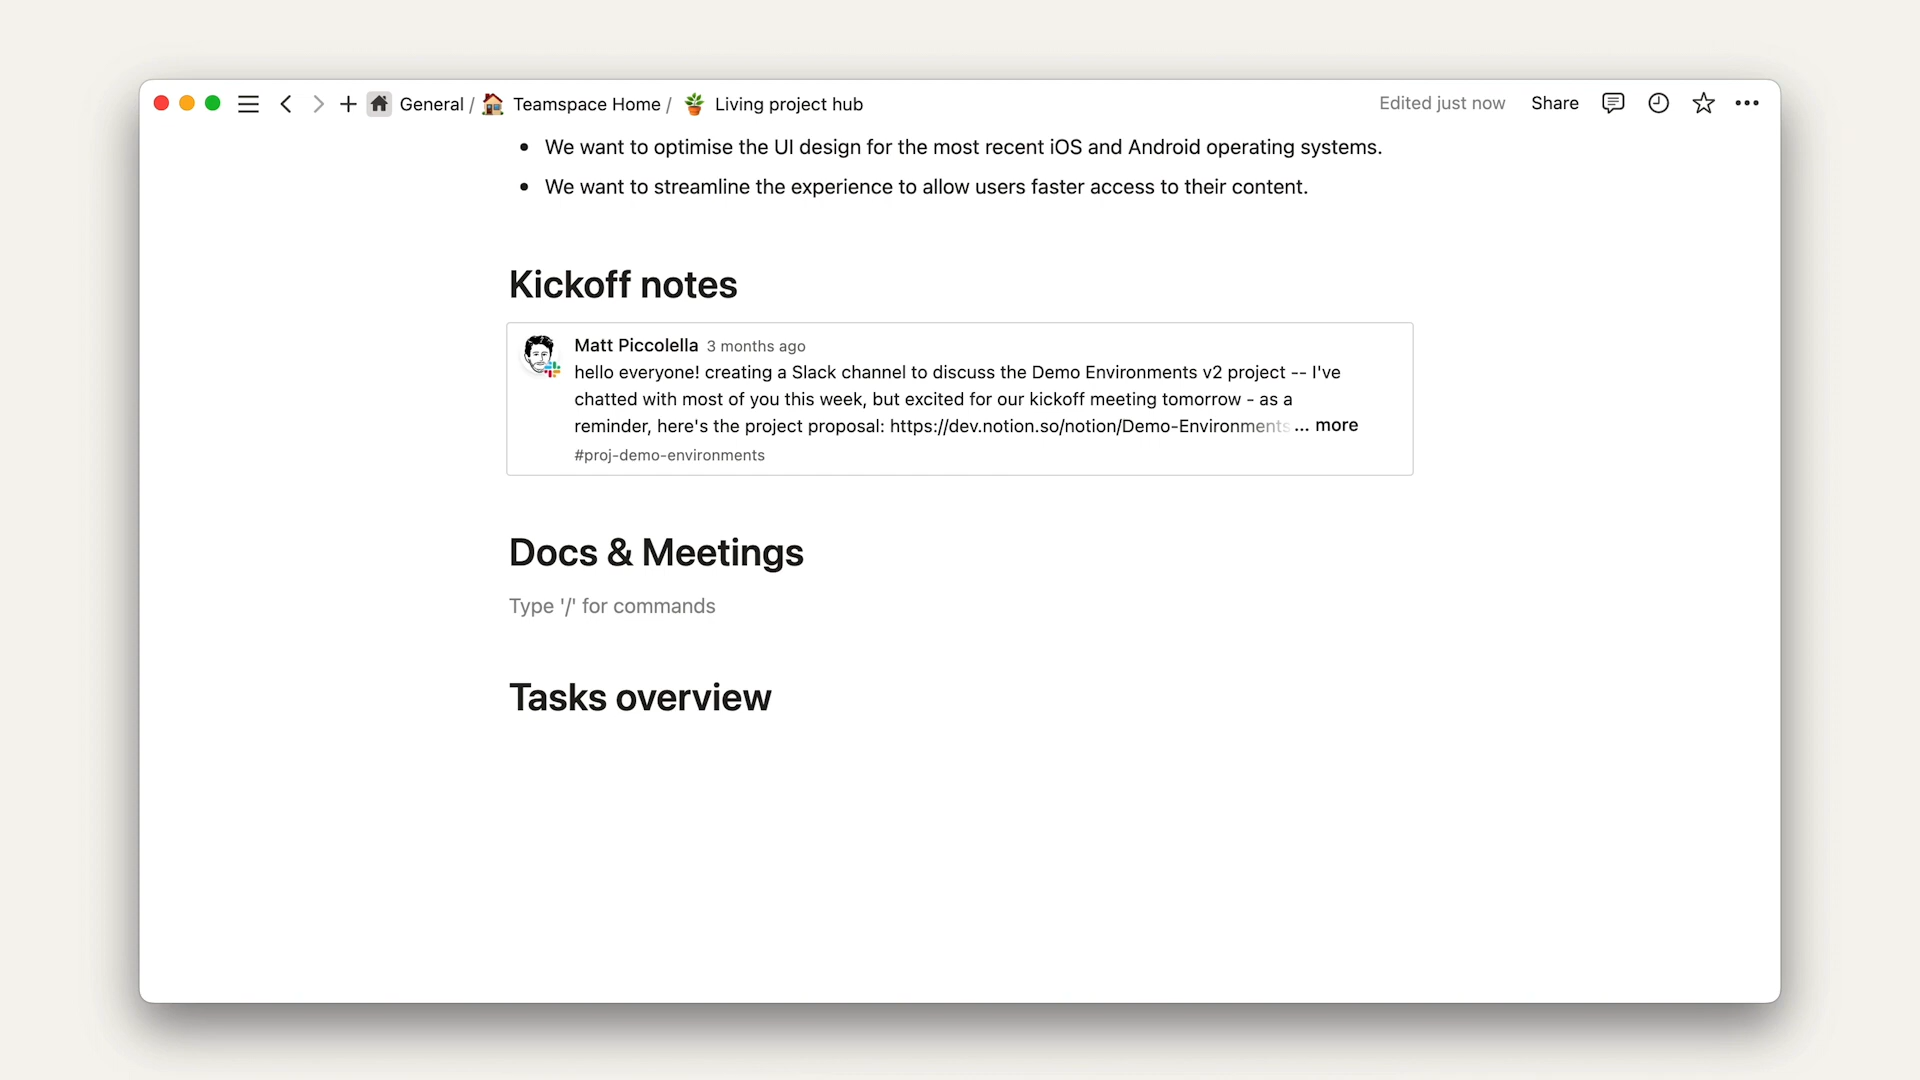 General / Teamspace Home / Living project hub
Edited just now Share
We want to optimise the UI design for the most recent iOS and Android operating systems.
We want to streamline the experience to allow users faster access to their content.
Kickoff notes
Matt Piccolella 3 months ago
hello everyone! creating a Slack channel to discuss the Demo Environments v2 project -- I've
chatted with most of you this week, but excited for our kickoff meeting tomorrow - as a
reminder, here's the project proposal: https://dev.notion.so/notion/Demo-Environments ... more
#proj-demo-environments
Docs & Meetings
Type '/' for commands
Tasks overview